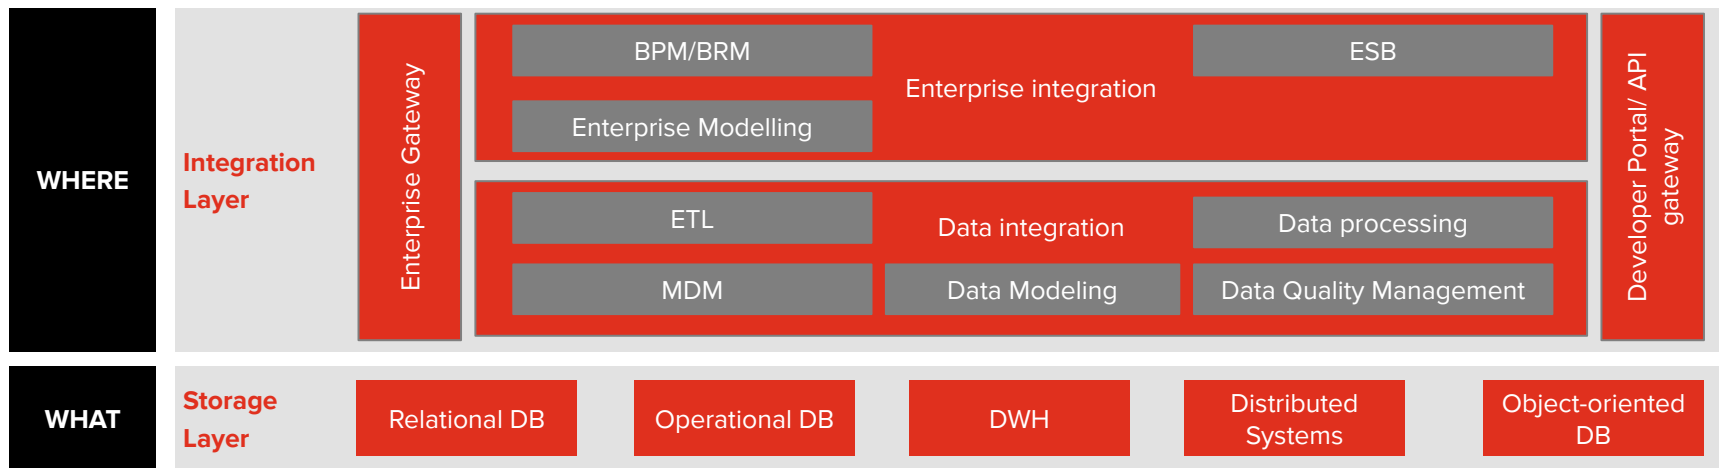 WHERE
Integration
Layer
Enterprise Gateway
BPM/BRM
ESB
Enterprise integration
Enterprise Modelling
ETL
Data integration
Data processing
MDM
Data Modeling
Data Quality Management
Developer Portal/ API
gateway
WHAT
Storage
Layer
Relational DB
Operational DB
DWH
Distributed
Systems
Object-oriented
DB